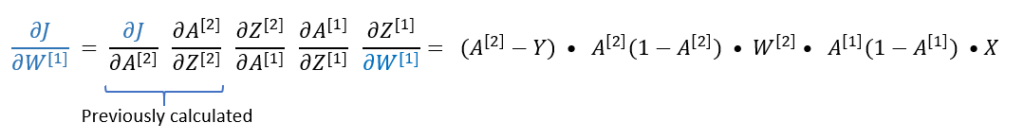 ∂J/∂W^[1] = ∂J/∂A^[2] ∂A^[2]/∂Z^[2] ∂Z^[2]/∂A^[1] ∂A^[1]/∂Z^[1] ∂Z^[1]/∂W^[1] = (A^[2] − Y) • A^[2](1 − A^[2]) • W^[2] • A^[1](1 − A^[1]) • X
Previously calculated